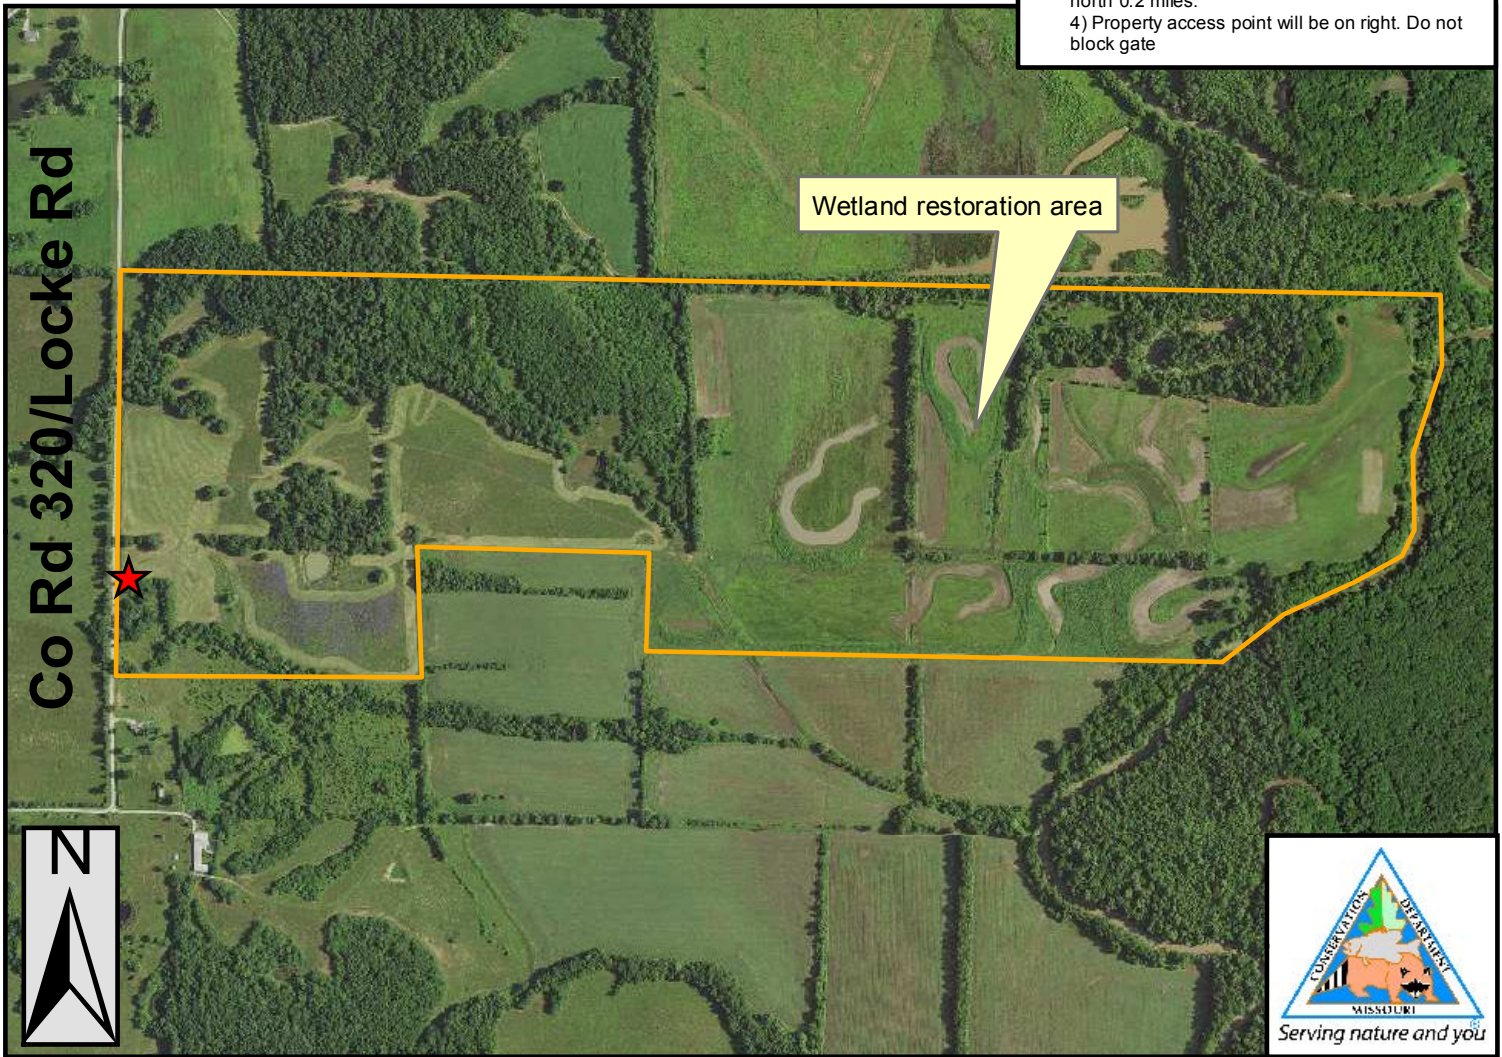 north 0.2 miles.
4) Property access point will be on right. Do not
block gate
Wetland restoration area
Co Rd 320/Locke Rd
N
CONSERVATION
DEPARTMENT
MISSOURI
®
Serving nature and you